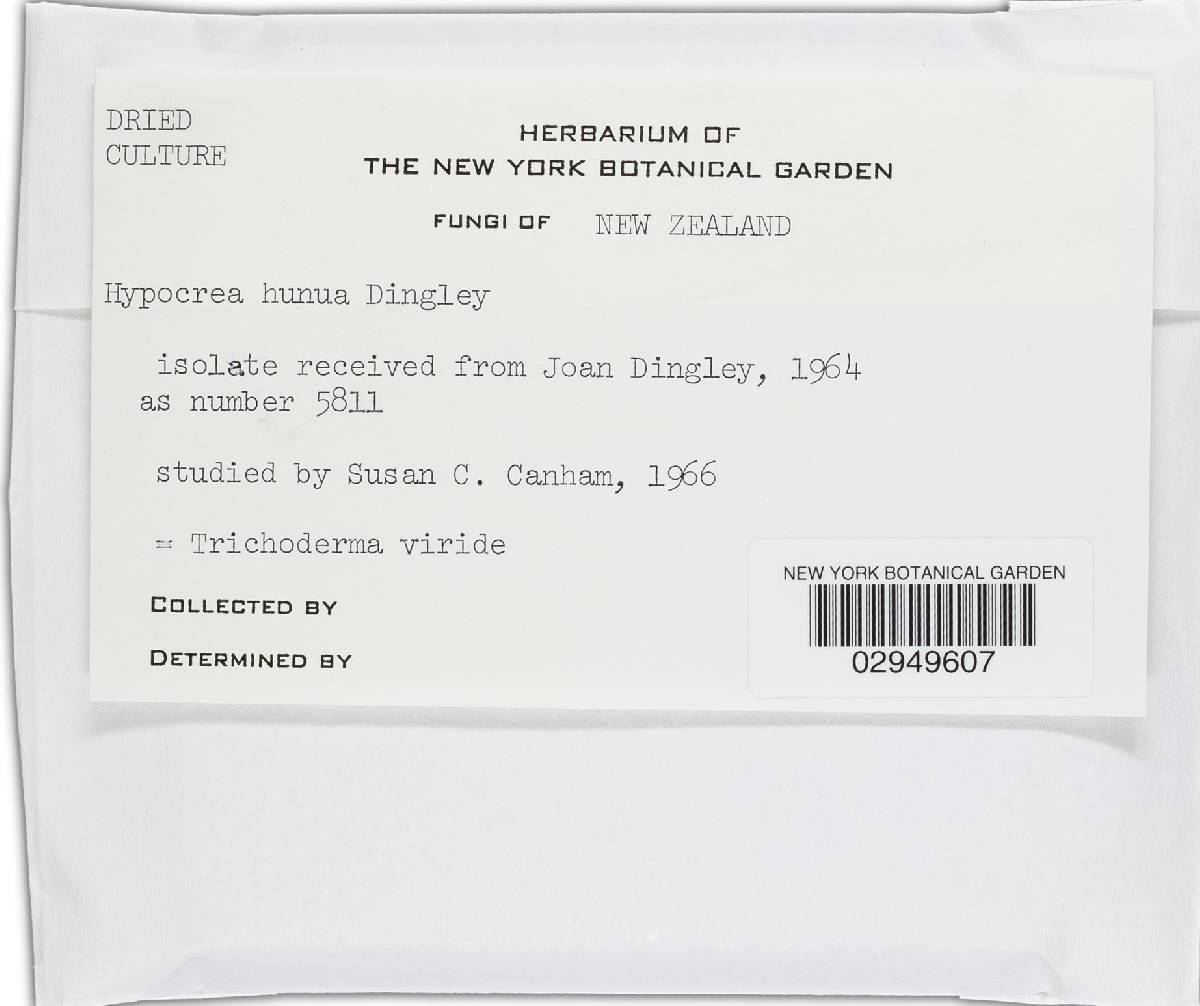 DRIED
CULTURE
HERBARIUM OF
THE NEW YORK BOTANICAL GARDEN
FUNGI OF NEW ZEALAND
Hypocrea hunua Dingley
isolate received from Joan Dingley, 1964
as number 5811
studied by Susan C. Canham, 1966
= Trichoderma viride
COLLECTED BY
DETERMINED BY
NEW YORK BOTANICAL GARDEN
02949607